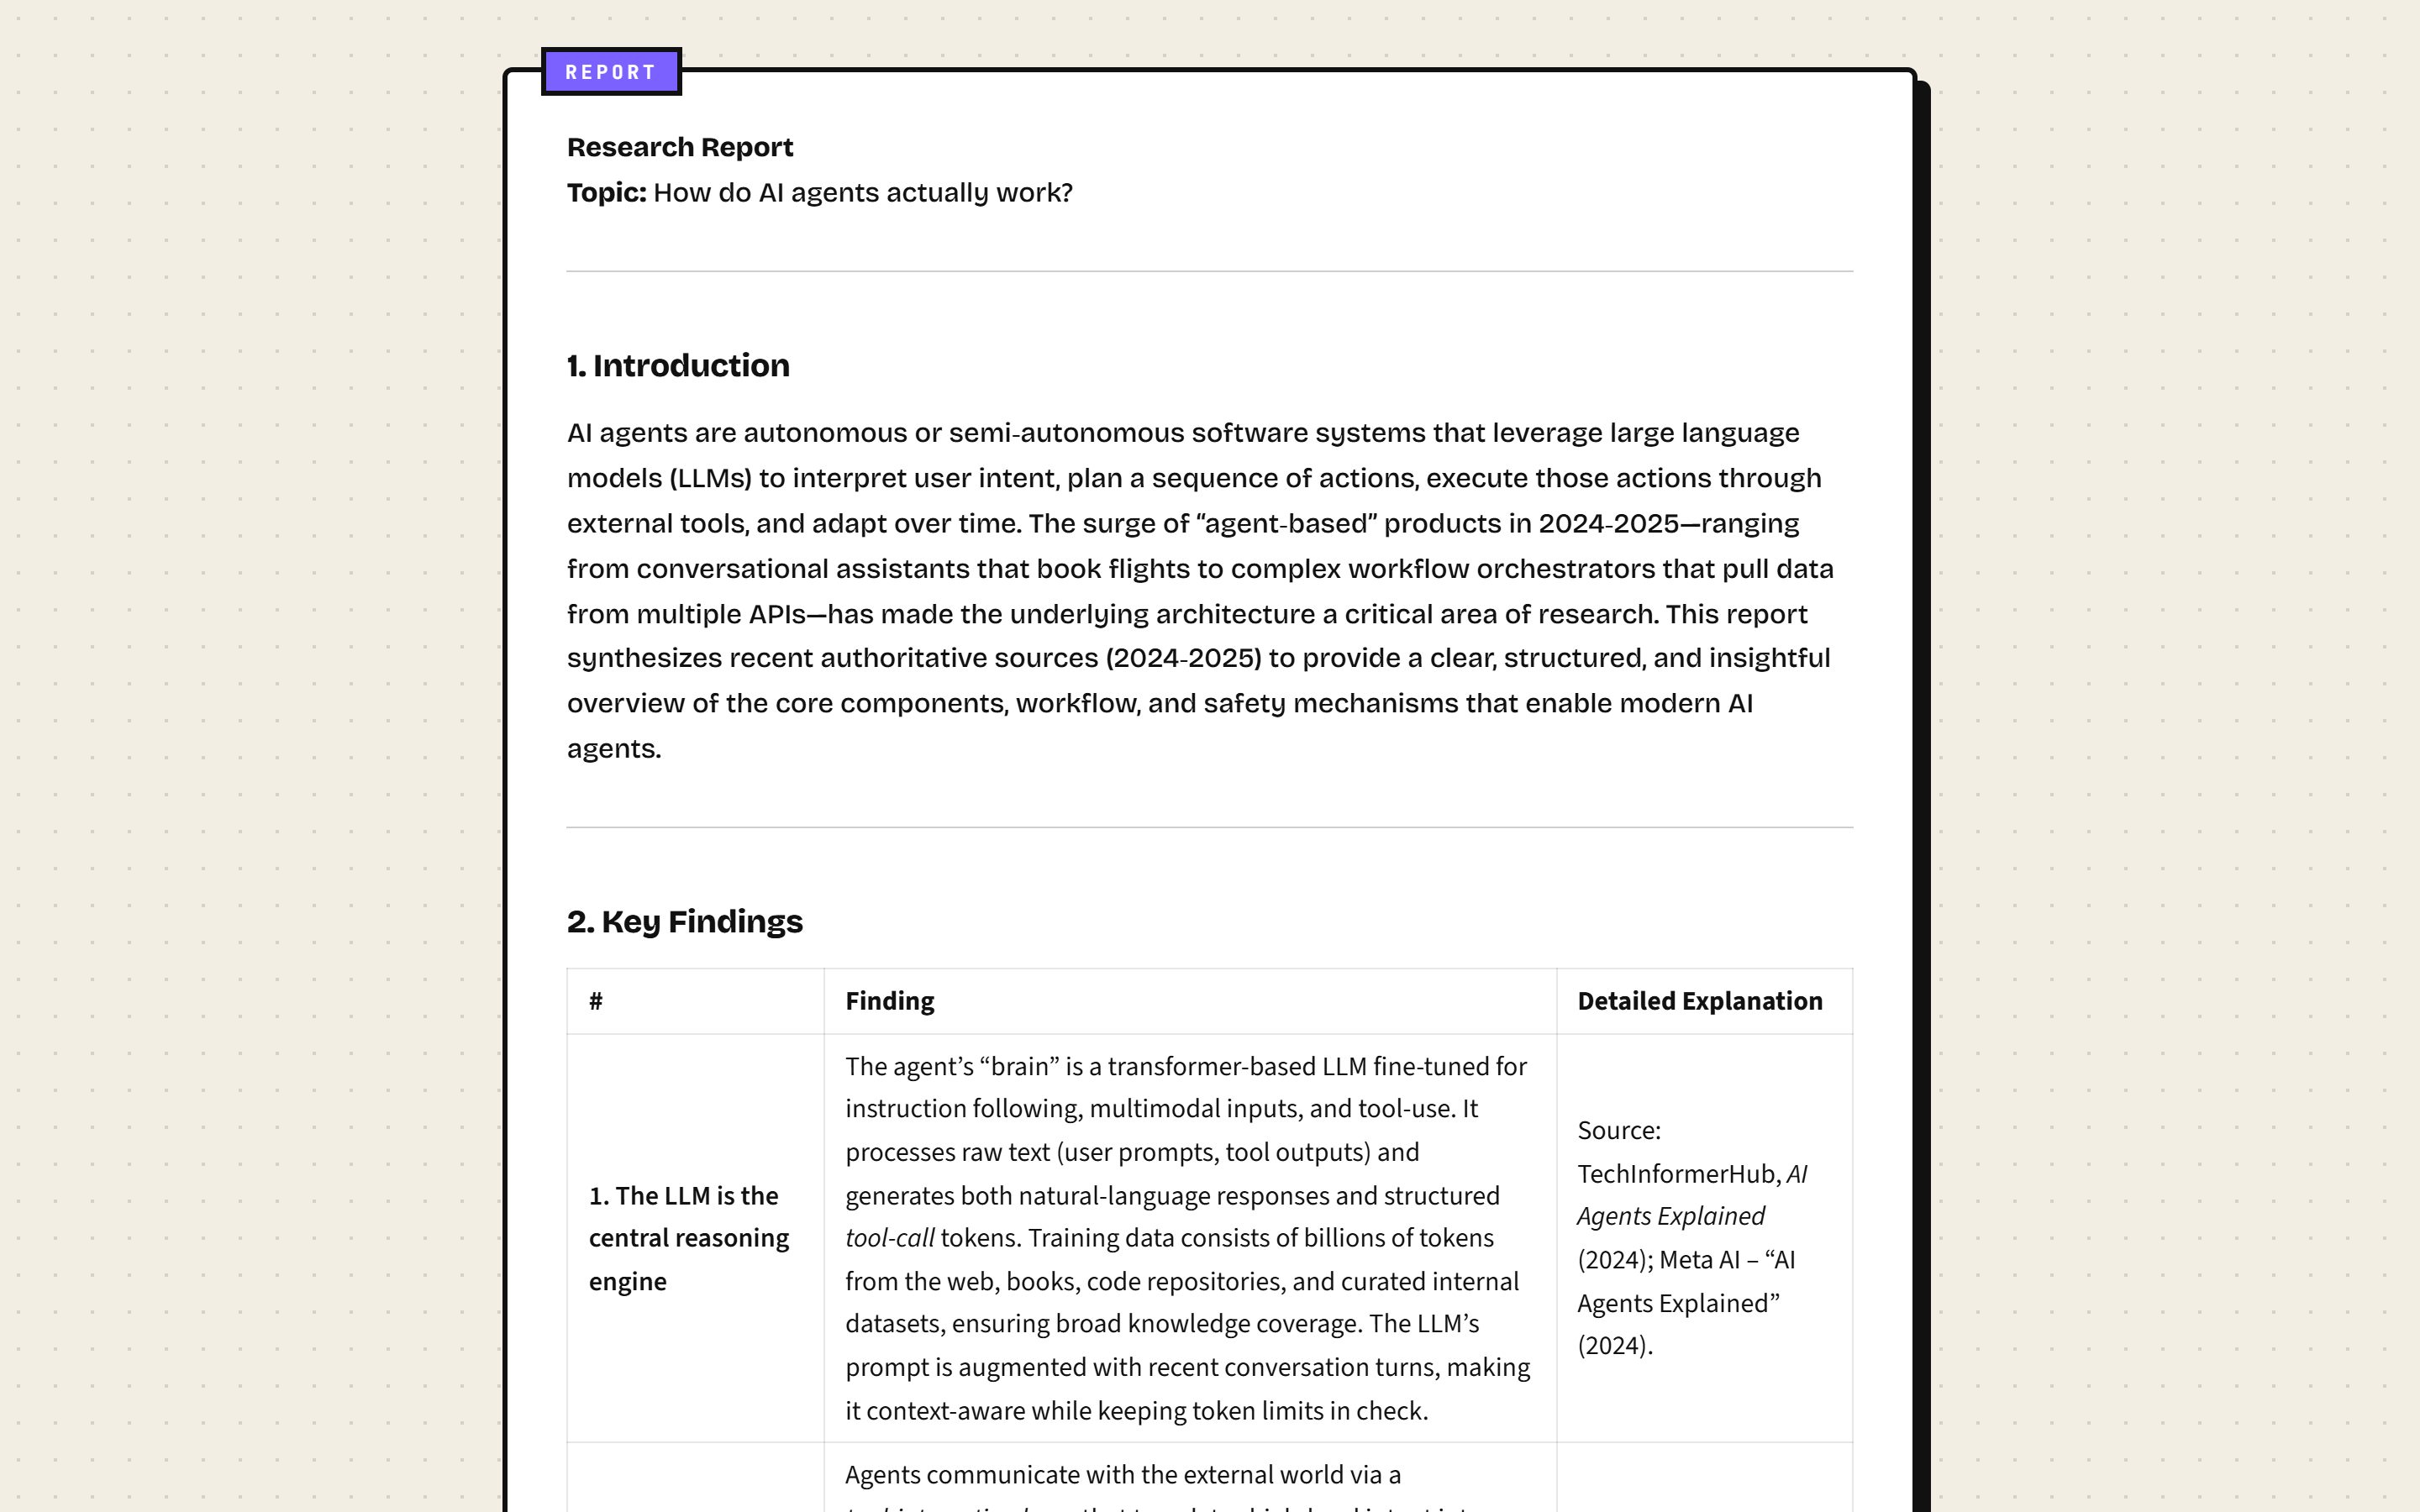 REPORT
Research Report
Topic: How do AI agents actually work?
1. Introduction
AI agents are autonomous or semi-autonomous software systems that leverage large language
models (LLMs) to interpret user intent, plan a sequence of actions, execute those actions through
external tools, and adapt over time. The surge of “agent-based” products in 2024-2025—ranging
from conversational assistants that book flights to complex workflow orchestrators that pull data
from multiple APIs—has made the underlying architecture a critical area of research. This report
synthesizes recent authoritative sources (2024-2025) to provide a clear, structured, and insightful
overview of the core components, workflow, and safety mechanisms that enable modern AI
agents.
2. Key Findings
#
Finding
Detailed Explanation
1. The LLM is the
central reasoning
engine
The agent’s “brain” is a transformer-based LLM fine-tuned for
instruction following, multimodal inputs, and tool-use. It
processes raw text (user prompts, tool outputs) and
generates both natural-language responses and structured
tool-call tokens. Training data consists of billions of tokens
from the web, books, code repositories, and curated internal
datasets, ensuring broad knowledge coverage. The LLM’s
prompt is augmented with recent conversation turns, making
it context-aware while keeping token limits in check.
Source:
TechInformerHub, AI
Agents Explained
(2024); Meta AI – “AI
Agents Explained”
(2024).
Agents communicate with the external world via a